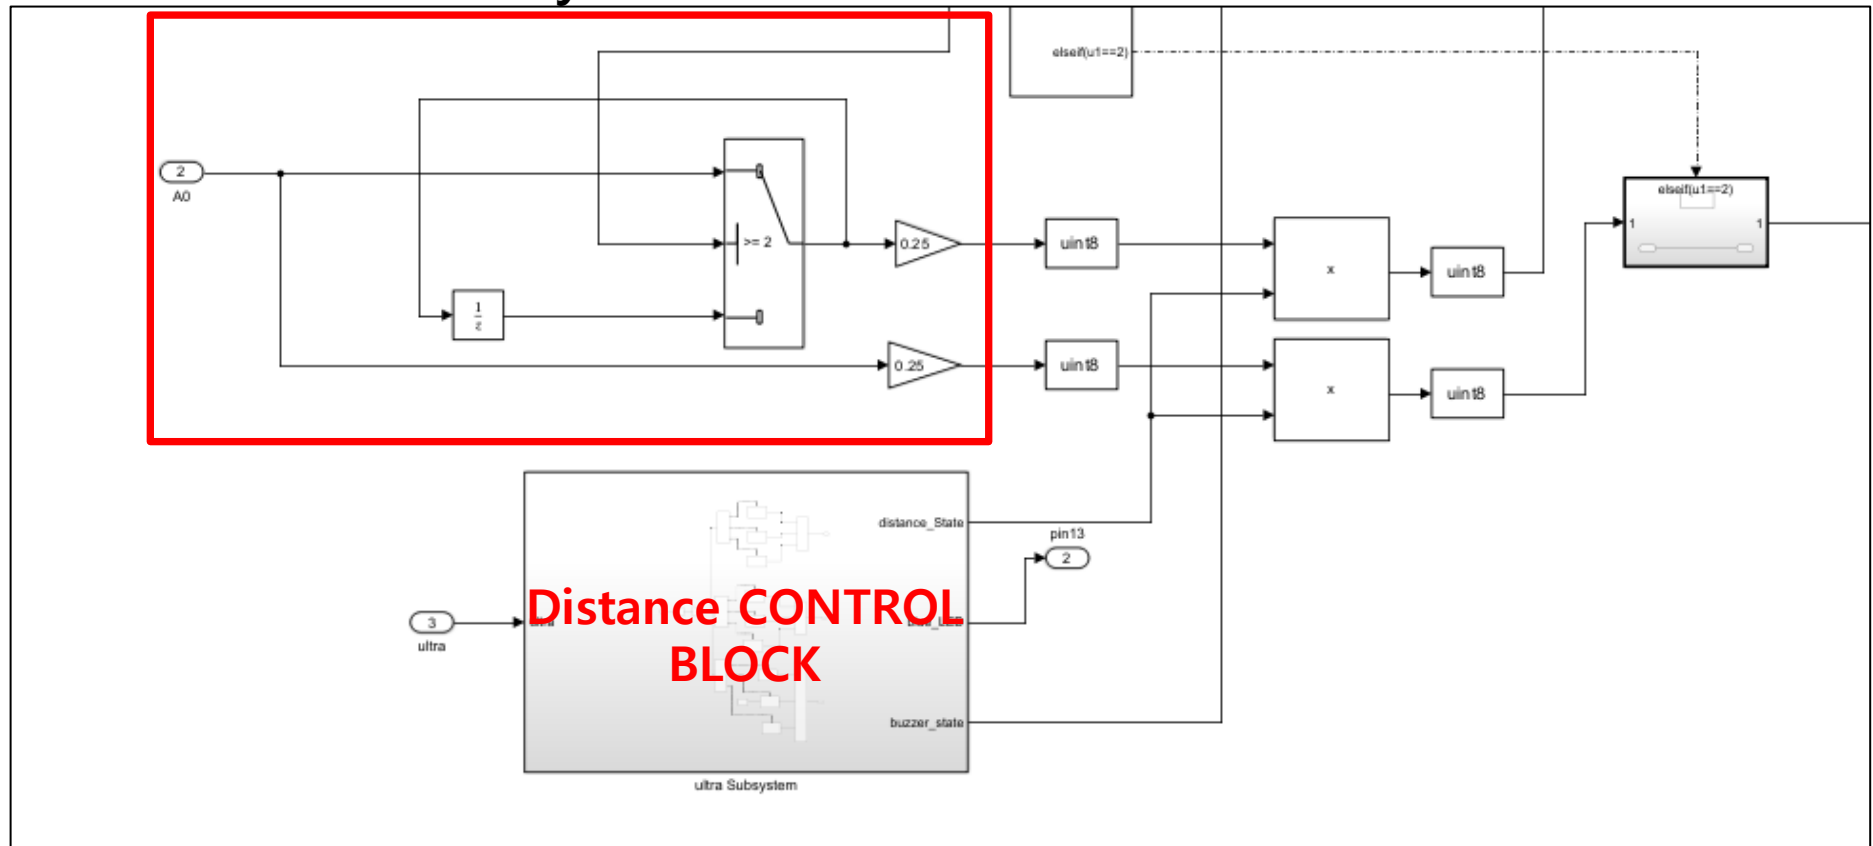 elseif(u1==2)
2
A0
>= 2
0.25
uint8
x
uint8
elseif(u1==2)
1
1
1
z
0.25
uint8
x
uint8
distance_State
pin13
2
Distance CONTROL
BLOCK
3
ultra
buzzer_state
ultra Subsystem